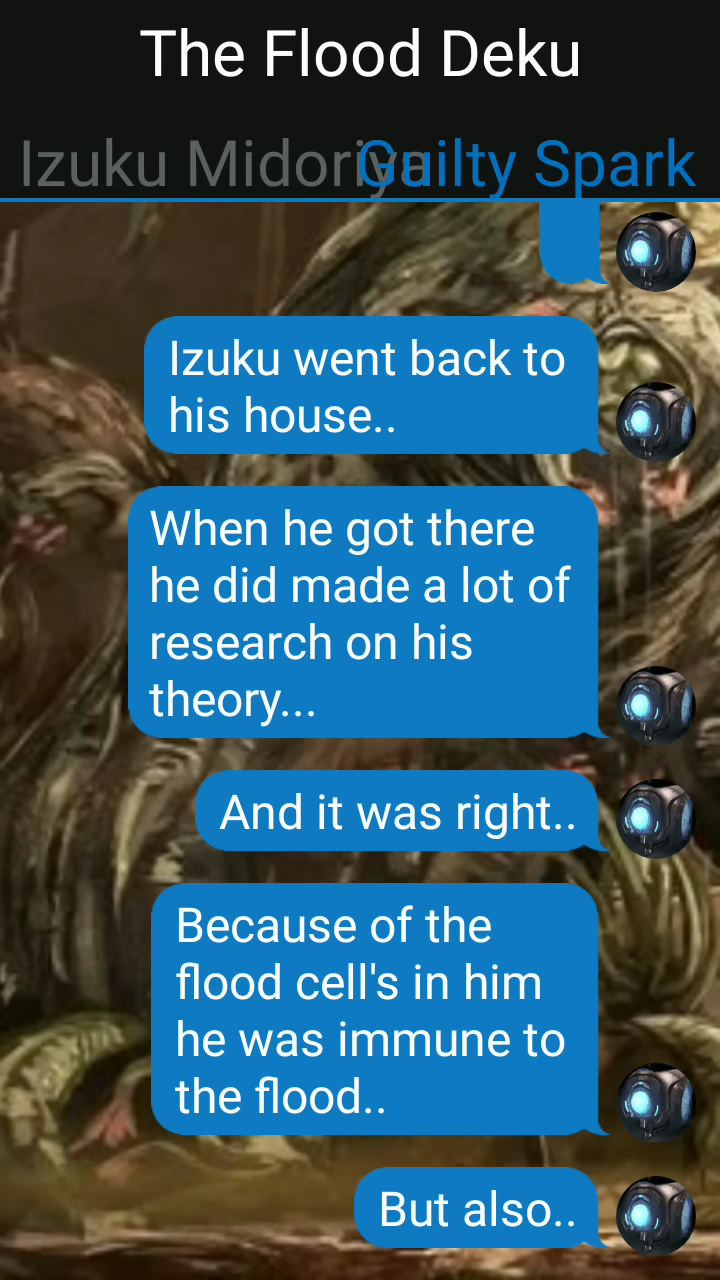 The Flood Deku
Izuku Midoriya Guilty Spark
Izuku went back to
his house..
When he got there
he did made a lot of
research on his
theory...
And it was right..
Because of the
flood cell's in him
he was immune to
the flood..
But also..